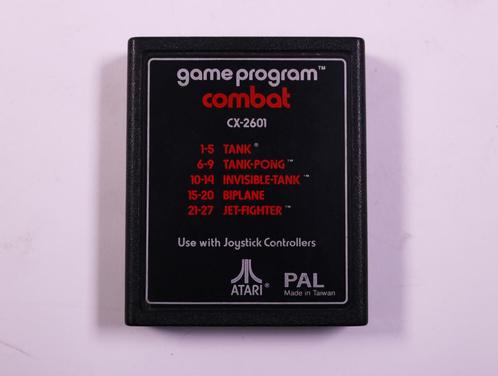 game program™
combat
CX-2601
1-5 TANK®
6-9 TANK-PONG™
10-14 INVISIBLE-TANK™
15-20 BIPLANE
21-27 JET-FIGHTER™
Use with Joystick Controllers
ATARI® PAL
Made in Taiwan